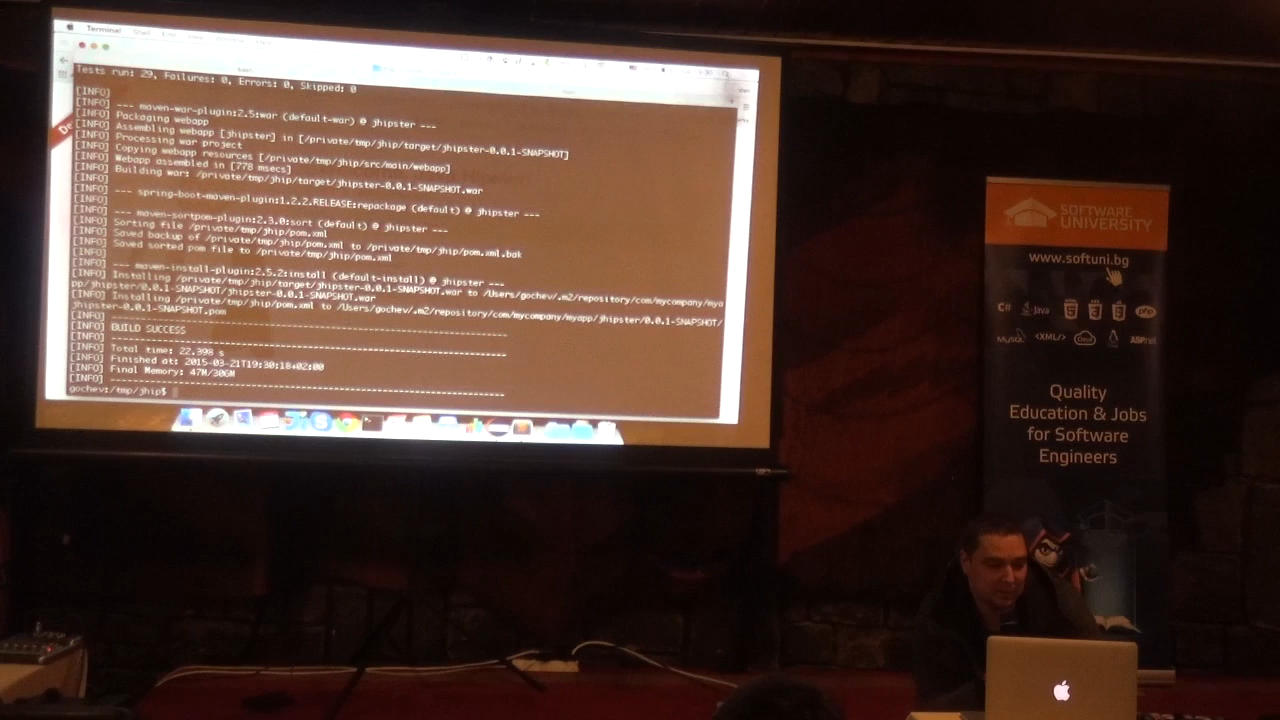 Terminal Shell
Tests run: 29, Failures: 0, Errors: 0, Skipped: 0
[INFO]
[INFO] --- maven-war-plugin:2.5:war (default-war) @ jhipster ---
[INFO] Packaging webapp
[INFO] Assembling webapp [jhipster] in [/private/tmp/jhip/target/jhipster-0.0.1-SNAPSHOT]
[INFO] Processing war project
[INFO] Copying webapp resources [/private/tmp/jhip/src/main/webapp]
[INFO] Webapp assembled in [778 msecs]
[INFO] Building war: /private/tmp/jhip/target/jhipster-0.0.1-SNAPSHOT.war
[INFO]
[INFO] --- spring-boot-maven-plugin:1.2.2.RELEASE:repackage (default) @ jhipster ---
[INFO]
[INFO] --- maven-sortpom-plugin:2.3.0:sort (default) @ jhipster ---
[INFO] Sorting file /private/tmp/jhip/pom.xml
[INFO] Saved backup of /private/tmp/jhip/pom.xml to /private/tmp/jhip/pom.xml.bak
[INFO] Saved sorted pom file to /private/tmp/jhip/pom.xml
[INFO]
[INFO] --- maven-install-plugin:2.5.2:install (default-install) @ jhipster ---
[INFO] Installing /private/tmp/jhip/target/jhipster-0.0.1-SNAPSHOT.war to /Users/gochev/.m2/repository/com/mycompany/mya
pp/jhipster/0.0.1-SNAPSHOT/jhipster-0.0.1-SNAPSHOT.war
[INFO] Installing /private/tmp/jhip/pom.xml to /Users/gochev/.m2/repository/com/mycompany/myapp/jhipster/0.0.1-SNAPSHOT/
jhipster-0.0.1-SNAPSHOT.pom
[INFO] ------------------------------------------------------------------------
[INFO] BUILD SUCCESS
[INFO] ------------------------------------------------------------------------
[INFO] Total time: 22.398 s
[INFO] Finished at: 2015-03-21T19:30:18+02:00
[INFO] Final Memory: 47M/306M
[INFO] ------------------------------------------------------------------------
gochev:/tmp/jhip$
SOFTWARE
UNIVERSITY
www.softuni.bg
C# Java HTML 5 CSS 3 JS 5 php
MySQL <XML/> ASP.net
Quality
Education & Jobs
for Software
Engineers